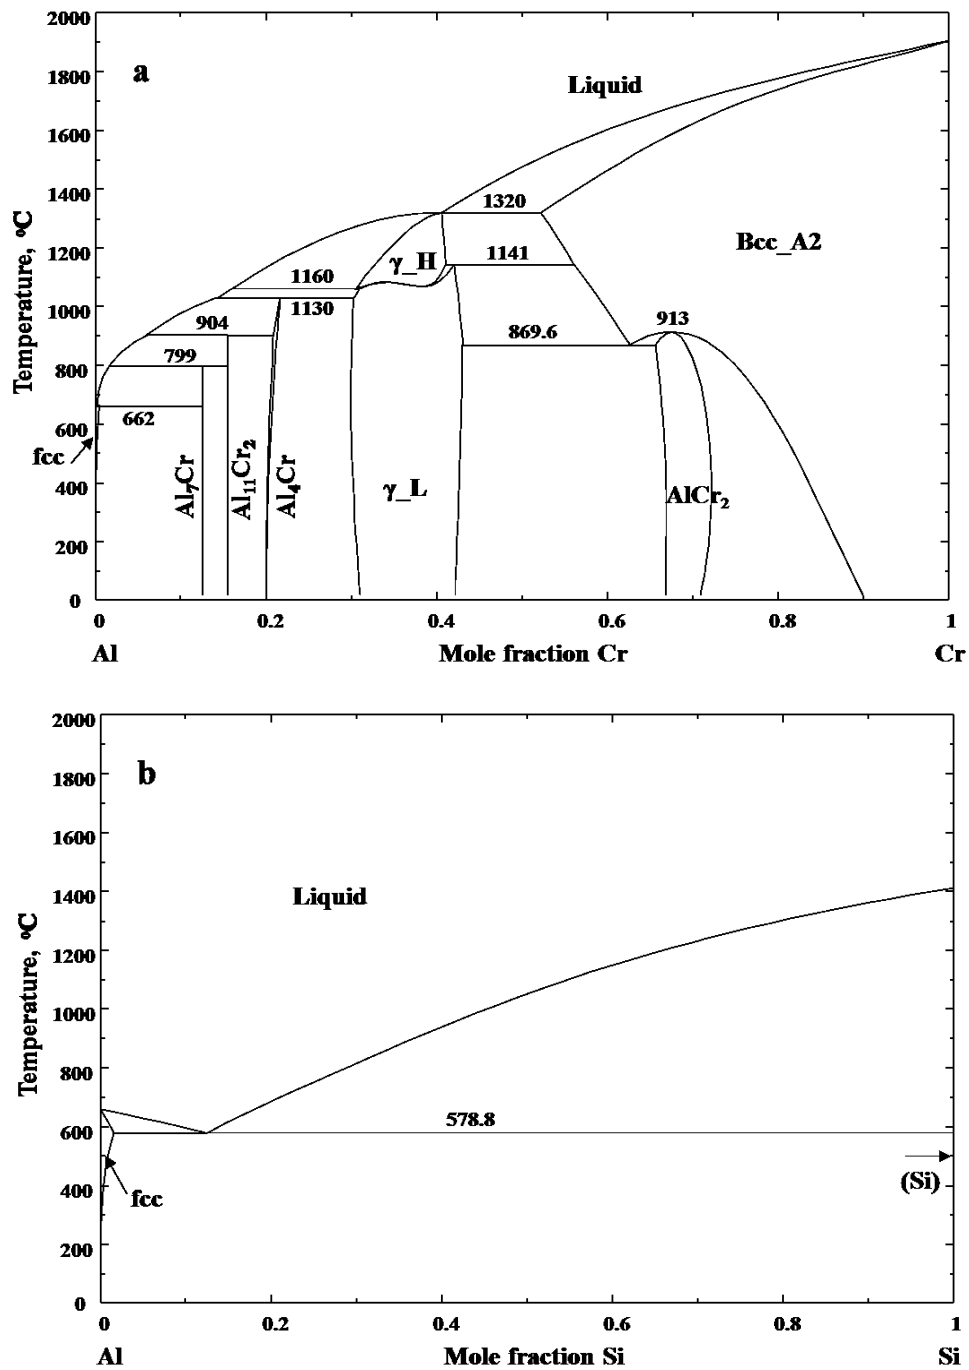 2000
a
1800
Liquid
1600
1400
1320
1200
γ_H
1141
Bcc_A2
1160
1000
1130
904
869.6
913
800
799
662
600
fcc
Al7Cr
Al11Cr2
Al4Cr
γ_L
AlCr2
400
200
0
Temperature, ºC
0 0.2 0.4 0.6 0.8 1
Al Mole fraction Cr Cr
2000
b
1800
1600
Liquid
1400
1200
1000
800
578.8
600
fcc
(Si)
400
200
0
Temperature, ºC
0 0.2 0.4 0.6 0.8 1
Al Mole fraction Si Si